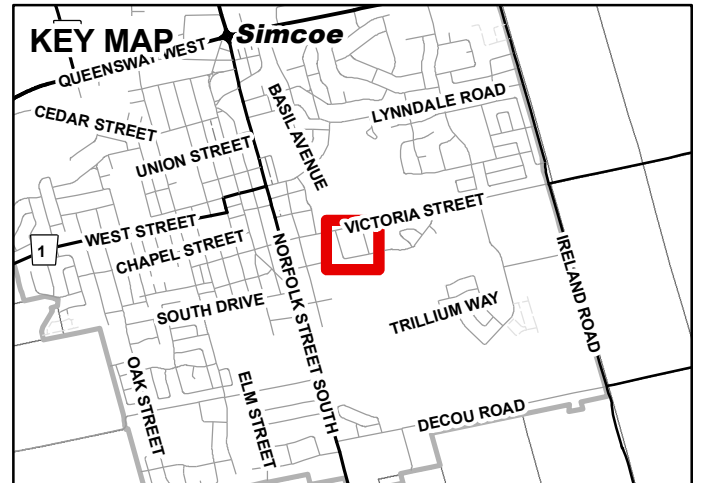 KEY MAP
Simcoe
QUEENSWAY WEST
BASIL AVENUE
LYNNDALE ROAD
CEDAR STREET
UNION STREET
VICTORIA STREET
WEST STREET
1
CHAPEL STREET
NORFOLK STREET SOUTH
IRELAND ROAD
SOUTH DRIVE
TRILLIUM WAY
OAK STREET
ELM STREET
DECOU ROAD